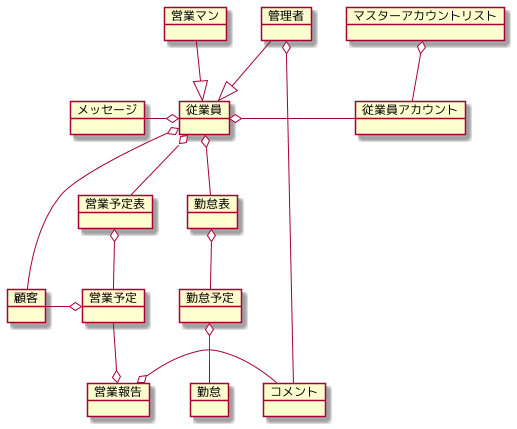 営業マン
管理者
マスターアカウントリスト
メッセージ
従業員
従業員アカウント
営業予定表
勤怠表
顧客
営業予定
勤怠予定
営業報告
勤怠
コメント